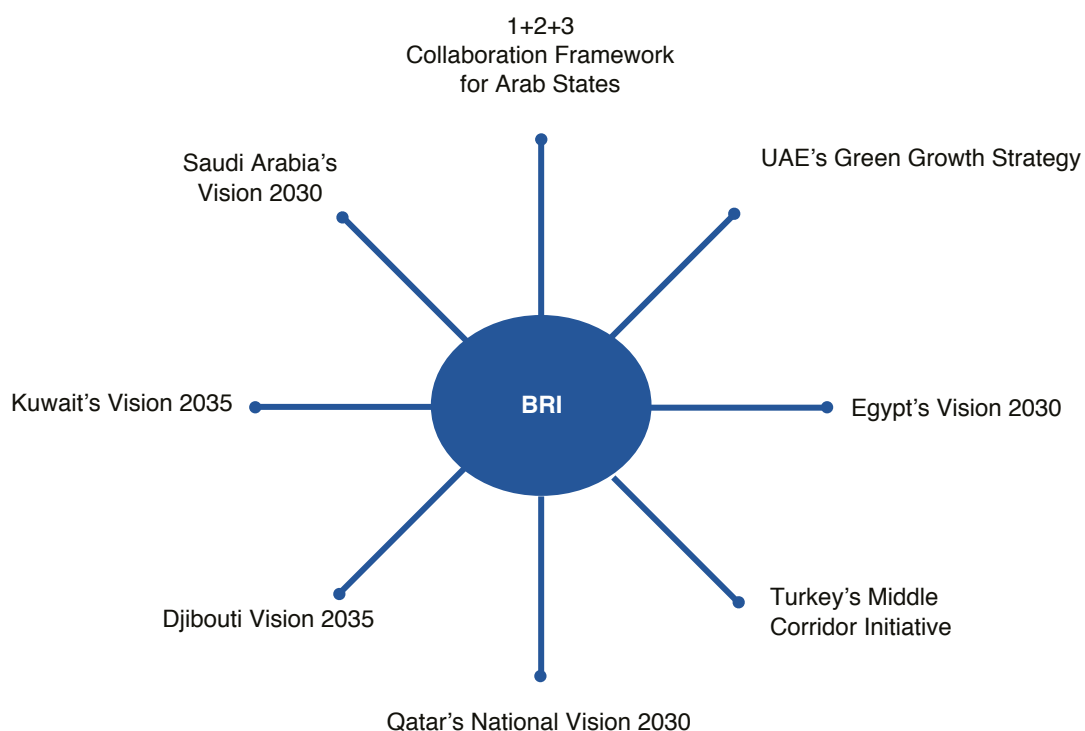 1+2+3
Collaboration Framework
for Arab States
Saudi Arabia’s
Vision 2030
UAE’s Green Growth Strategy
Kuwait’s Vision 2035
BRI
Egypt’s Vision 2030
Djibouti Vision 2035
Turkey’s Middle
Corridor Initiative
Qatar’s National Vision 2030